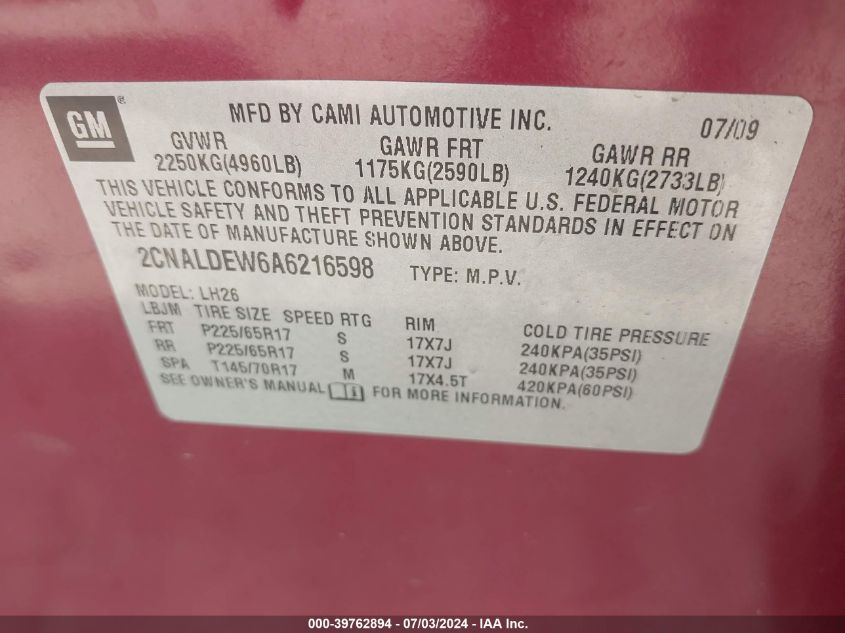 GM®
MFD BY CAMI AUTOMOTIVE INC.
07/09
GVWR GAWR FRT GAWR RR
2250KG(4960LB) 1175KG(2590LB) 1240KG(2733LB)
THIS VEHICLE CONFORMS TO ALL APPLICABLE U.S. FEDERAL MOTOR
VEHICLE SAFETY AND THEFT PREVENTION STANDARDS IN EFFECT ON
THE DATE OF MANUFACTURE SHOWN ABOVE.
2CNALDEW6A6216598 TYPE: M.P.V.
MODEL: LH26
LBJM TIRE SIZE SPEED RTG RIM COLD TIRE PRESSURE
FRT P225/65R17 S 17X7J 240KPA(35PSI)
RR P225/65R17 S 17X7J 240KPA(35PSI)
SPA T145/70R17 M 17X4.5T 420KPA(60PSI)
SEE OWNER'S MANUAL FOR MORE INFORMATION.
000-39762894 - 07/03/2024 - IAA Inc.